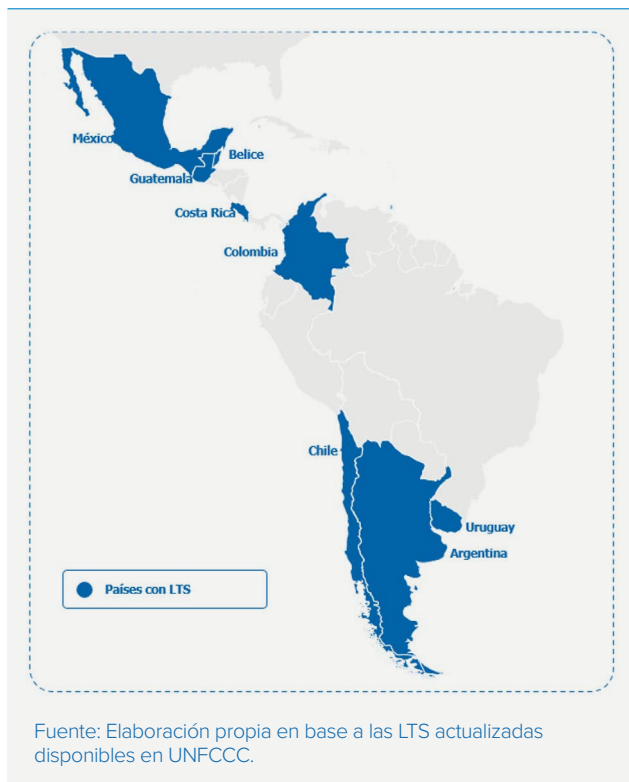 México
Belice
Guatemala
Costa Rica
Colombia
Chile
Uruguay
Argentina
Países con LTS
Fuente: Elaboración propia en base a las LTS actualizadas
disponibles en UNFCCC.